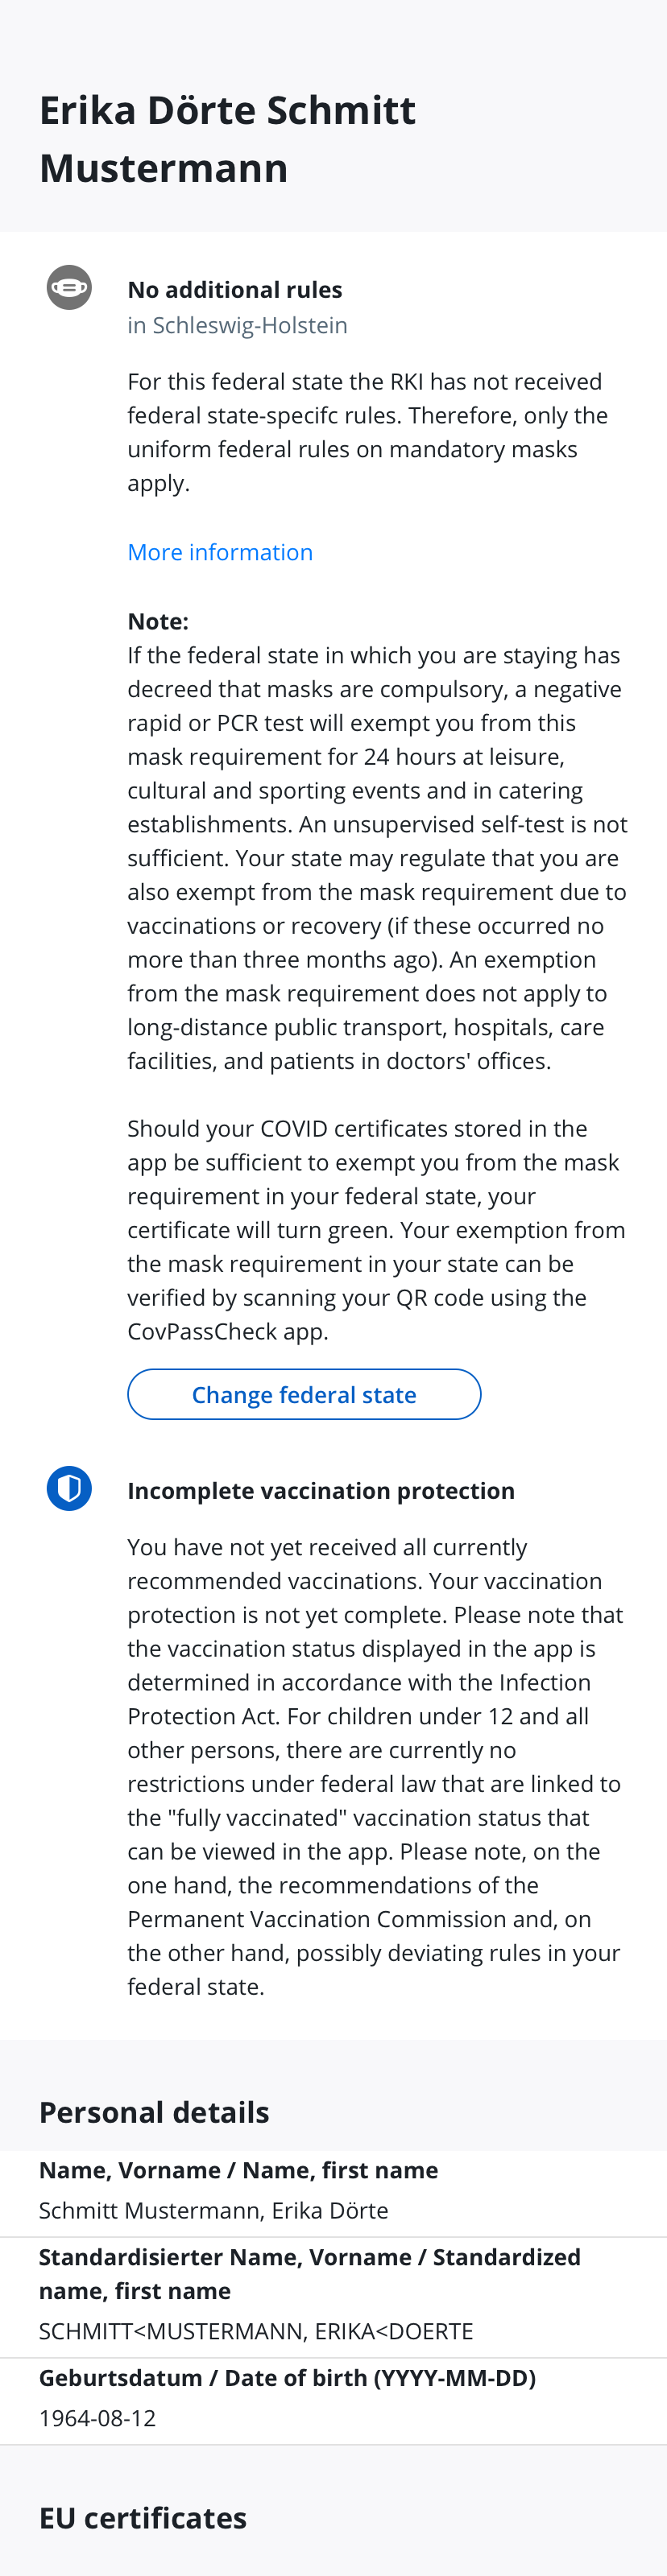 Erika Dörte Schmitt
Mustermann
No additional rules
in Schleswig-Holstein
For this federal state the RKI has not received
federal state-specifc rules. Therefore, only the
uniform federal rules on mandatory masks
apply.
More information
Note:
If the federal state in which you are staying has
decreed that masks are compulsory, a negative
rapid or PCR test will exempt you from this
mask requirement for 24 hours at leisure,
cultural and sporting events and in catering
establishments. An unsupervised self-test is not
sufficient. Your state may regulate that you are
also exempt from the mask requirement due to
vaccinations or recovery (if these occurred no
more than three months ago). An exemption
from the mask requirement does not apply to
long-distance public transport, hospitals, care
facilities, and patients in doctors' offices.
Should your COVID certificates stored in the
app be sufficient to exempt you from the mask
requirement in your federal state, your
certificate will turn green. Your exemption from
the mask requirement in your state can be
verified by scanning your QR code using the
CovPassCheck app.
Change federal state
Incomplete vaccination protection
You have not yet received all currently
recommended vaccinations. Your vaccination
protection is not yet complete. Please note that
the vaccination status displayed in the app is
determined in accordance with the Infection
Protection Act. For children under 12 and all
other persons, there are currently no
restrictions under federal law that are linked to
the "fully vaccinated" vaccination status that
can be viewed in the app. Please note, on the
one hand, the recommendations of the
Permanent Vaccination Commission and, on
the other hand, possibly deviating rules in your
federal state.
Personal details
Name, Vorname / Name, first name
Schmitt Mustermann, Erika Dörte
Standardisierter Name, Vorname / Standardized
name, first name
SCHMITT<MUSTERMANN, ERIKA<DOERTE
Geburtsdatum / Date of birth (YYYY-MM-DD)
1964-08-12
EU certificates